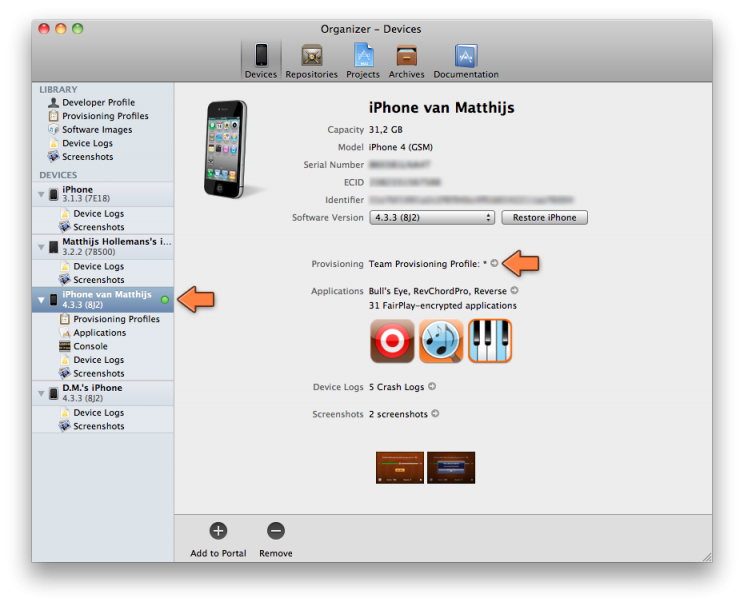 Organizer – Devices
Devices Repositories Projects Archives Documentation
LIBRARY
Developer Profile
Provisioning Profiles
Software Images
Device Logs
Screenshots
DEVICES
iPhone
3.1.3 (7E18)
Device Logs
Screenshots
Matthijs Hollemans's i...
3.2.2 (7B500)
Device Logs
Screenshots
iPhone van Matthijs
4.3.3 (8J2)
Provisioning Profiles
Applications
Console
Device Logs
Screenshots
D.M.'s iPhone
4.3.3 (8J2)
Device Logs
Screenshots
iPhone van Matthijs
Capacity 31,2 GB
Model iPhone 4 (GSM)
Serial Number
ECID
Identifier
Software Version 4.3.3 (8J2) Restore iPhone
Provisioning Team Provisioning Profile: *
Applications Bull's Eye, RevChordPro, Reverse
31 FairPlay-encrypted applications
Device Logs 5 Crash Logs
Screenshots 2 screenshots
Add to Portal Remove